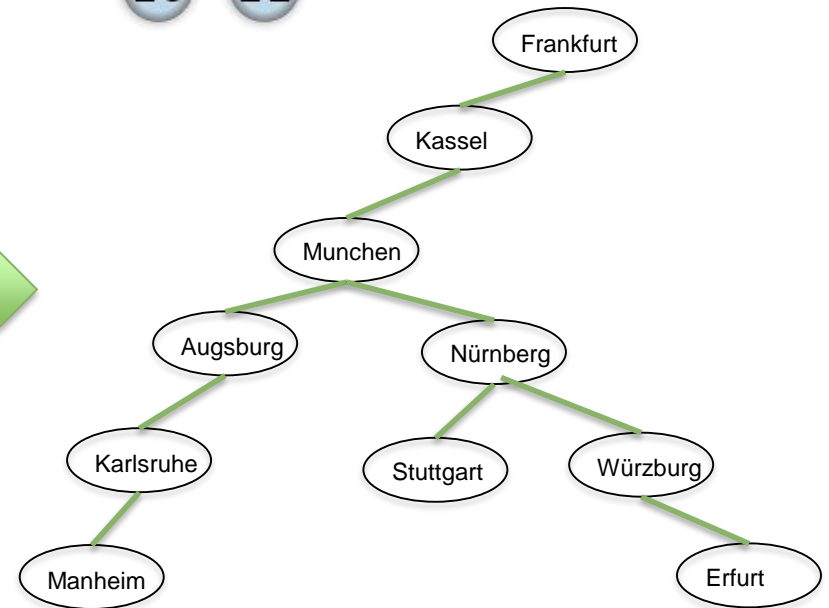 Frankfurt
Kassel
Munchen
Augsburg
Nürnberg
Karlsruhe
Stuttgart
Würzburg
Manheim
Erfurt